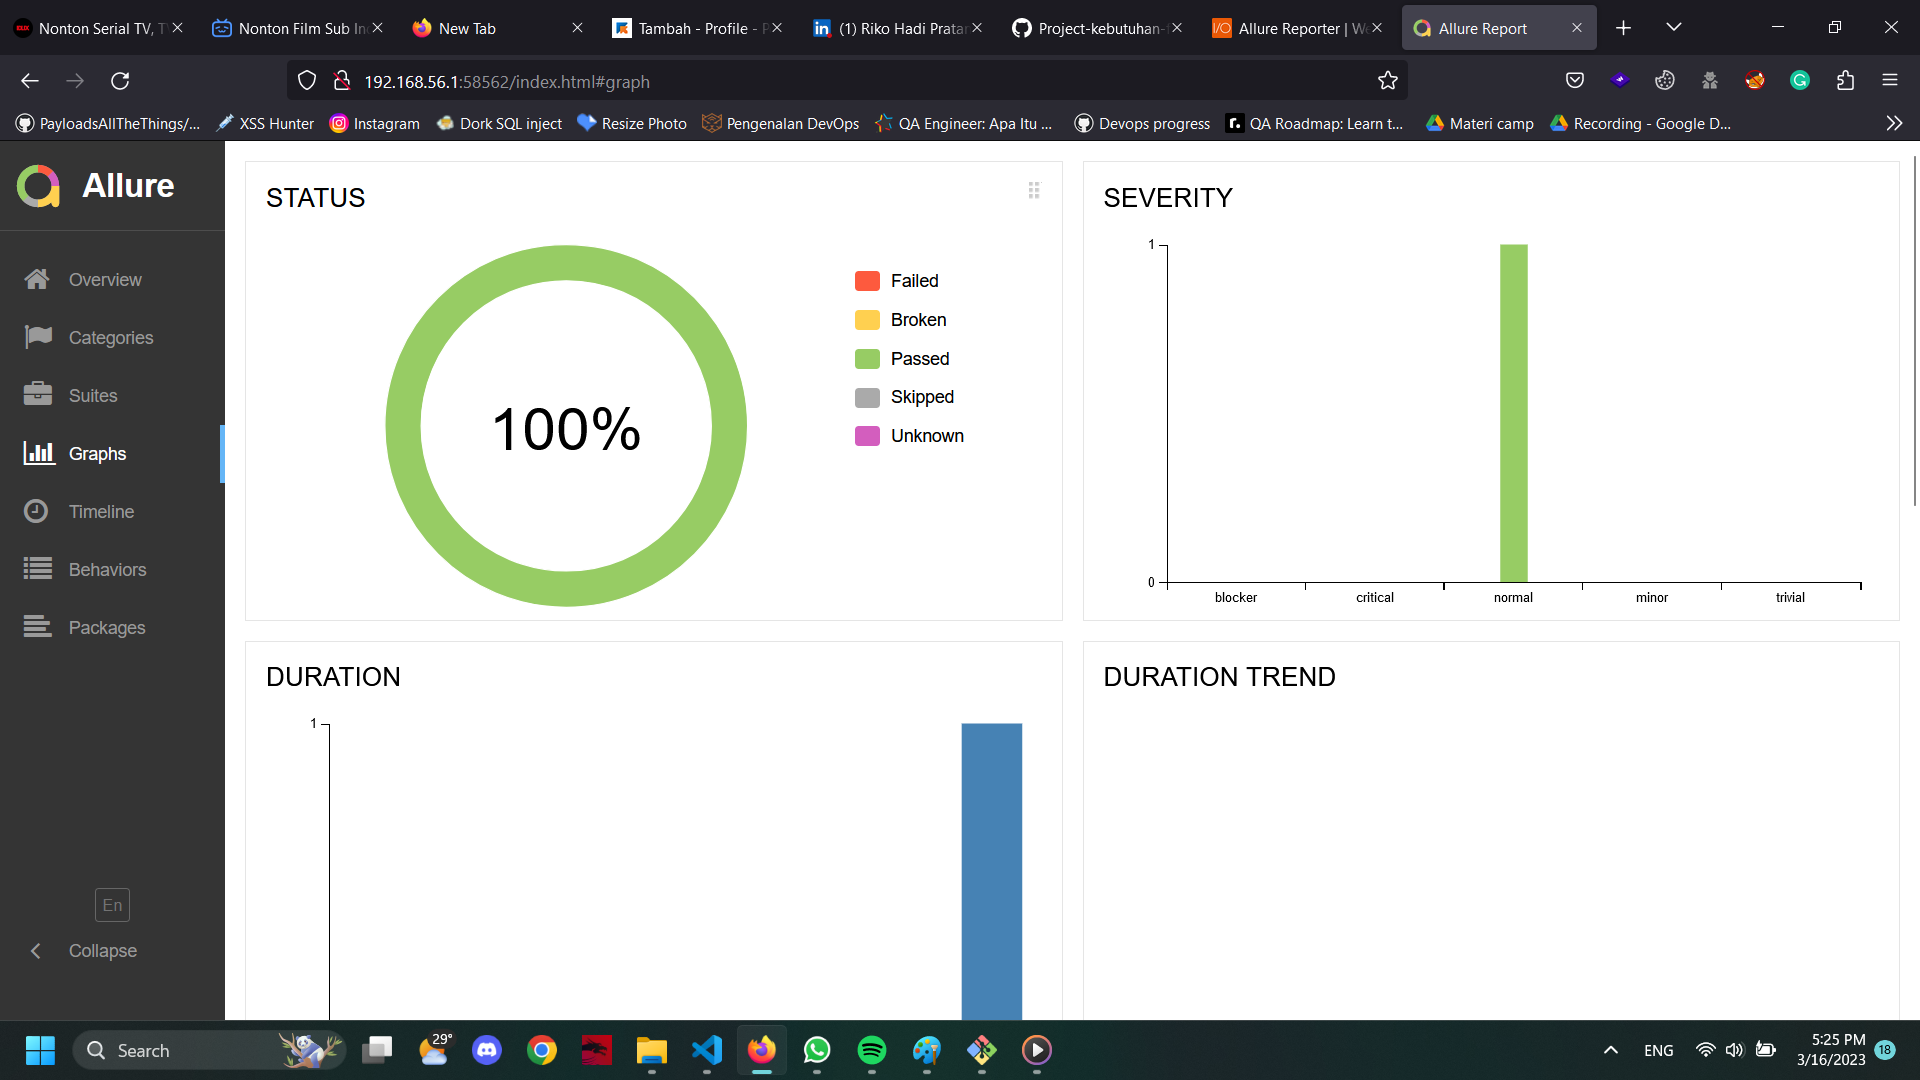 Nonton Serial TV, T
Nonton Film Sub In
New Tab
Tambah - Profile - P
(1) Riko Hadi Prata
Project-kebutuhan-
Allure Reporter | We
Allure Report
192.168.56.1:58562/index.html#graph
PayloadsAllTheThings/...
XSS Hunter
Instagram
Dork SQL inject
Resize Photo
Pengenalan DevOps
QA Engineer: Apa Itu ...
Devops progress
QA Roadmap: Learn t...
Materi camp
Recording - Google D...
Allure
Overview
Categories
Suites
Graphs
Timeline
Behaviors
Packages
En
Collapse
STATUS
100%
Failed
Broken
Passed
Skipped
Unknown
SEVERITY
1
0
blocker
critical
normal
minor
trivial
DURATION
1
DURATION TREND
Search
29°
ENG
5:25 PM
3/16/2023
18